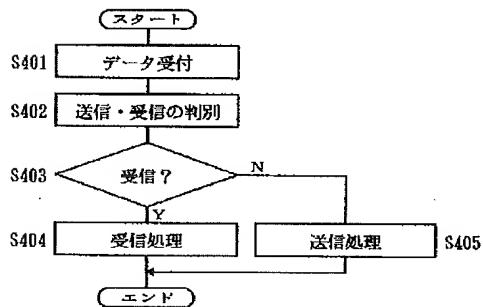 スタート
S401 データ受付
S402 送信・受信の判別
S403 受信？ N
Y
S404 受信処理 送信処理 S405
エンド